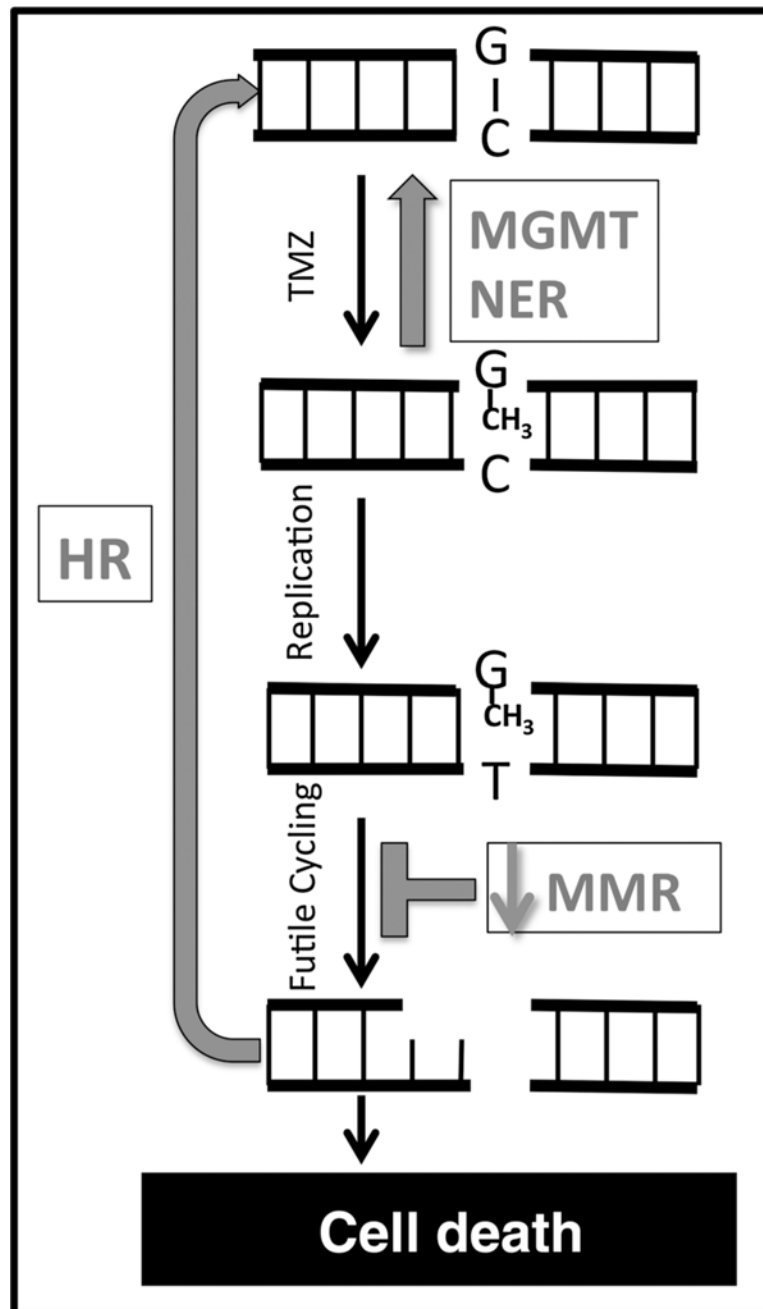 G
C
TMZ
MGMT
NER
G
CH₃
C
HR
Replication
G
CH₃
T
Futile Cycling
MMR
Cell death